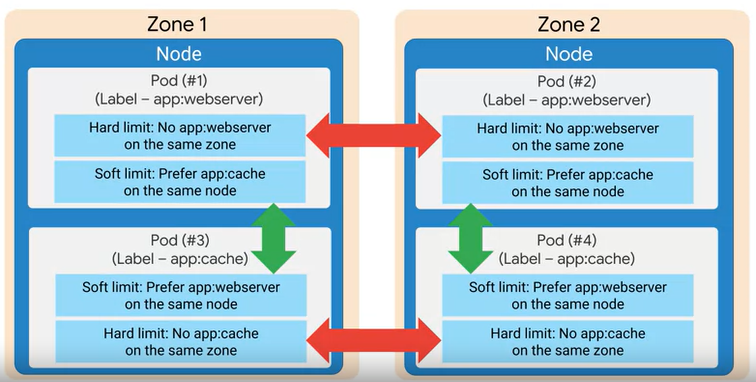 Zone 1
Node
Pod (#1)
(Label – app:webserver)
Hard limit: No app:webserver
on the same zone
Soft limit: Prefer app:cache
on the same node
Pod (#3)
(Label – app:cache)
Soft limit: Prefer app:webserver
on the same node
Hard limit: No app:cache
on the same zone
Zone 2
Node
Pod (#2)
(Label – app:webserver)
Hard limit: No app:webserver
on the same zone
Soft limit: Prefer app:cache
on the same node
Pod (#4)
(Label – app:cache)
Soft limit: Prefer app:webserver
on the same node
Hard limit: No app:cache
on the same zone